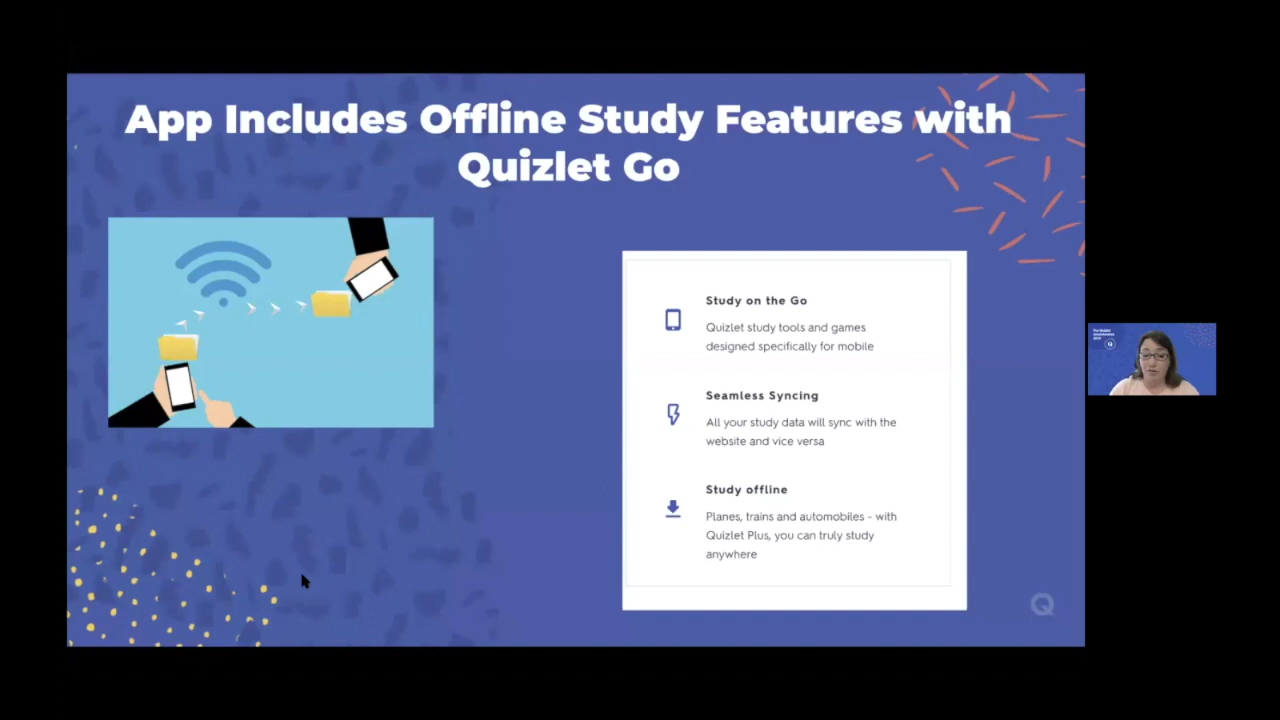 App Includes Offline Study Features with
Quizlet Go
Study on the Go
Quizlet study tools and games
designed specifically for mobile
Seamless Syncing
All your study data will sync with the
website and vice versa
Study offline
Planes, trains and automobiles - with
Quizlet Plus, you can truly study
anywhere
Q